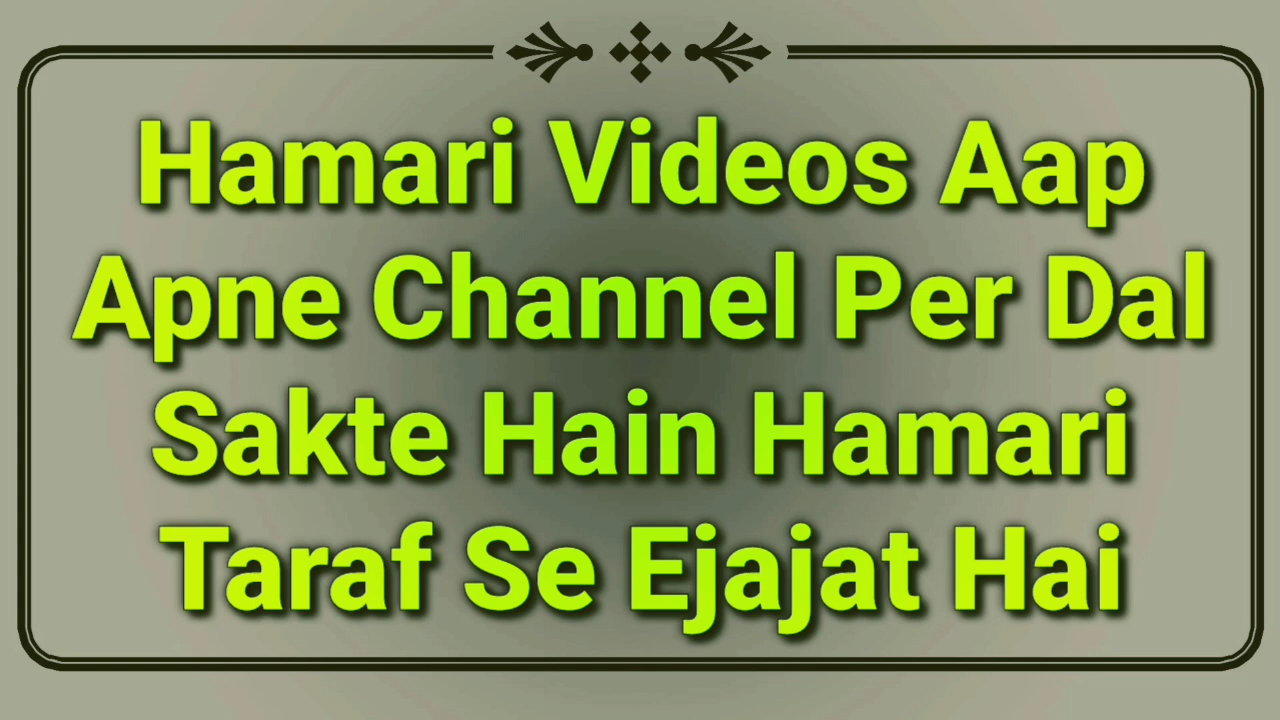 Hamari Videos Aap
Apne Channel Per Dal
Sakte Hain Hamari
Taraf Se Ejajat Hai